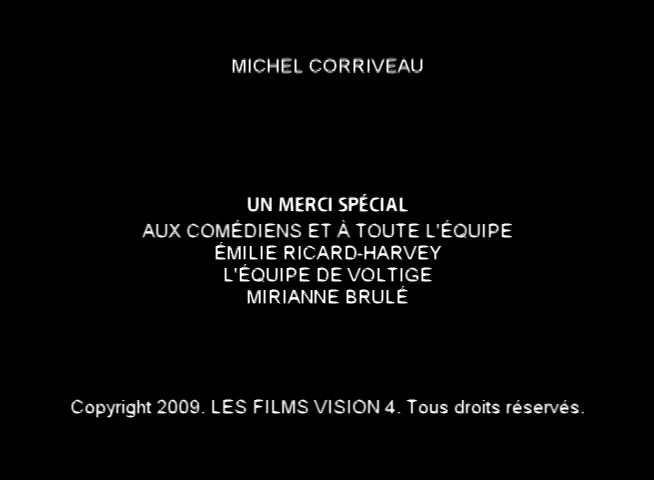 MICHEL CORRIVEAU
UN MERCI SPÉCIAL
AUX COMÉDIENS ET À TOUTE L'ÉQUIPE
ÉMILIE RICARD-HARVEY
L'ÉQUIPE DE VOLTIGE
MIRIANNE BRULÉ
Copyright 2009. LES FILMS VISION 4. Tous droits réservés.